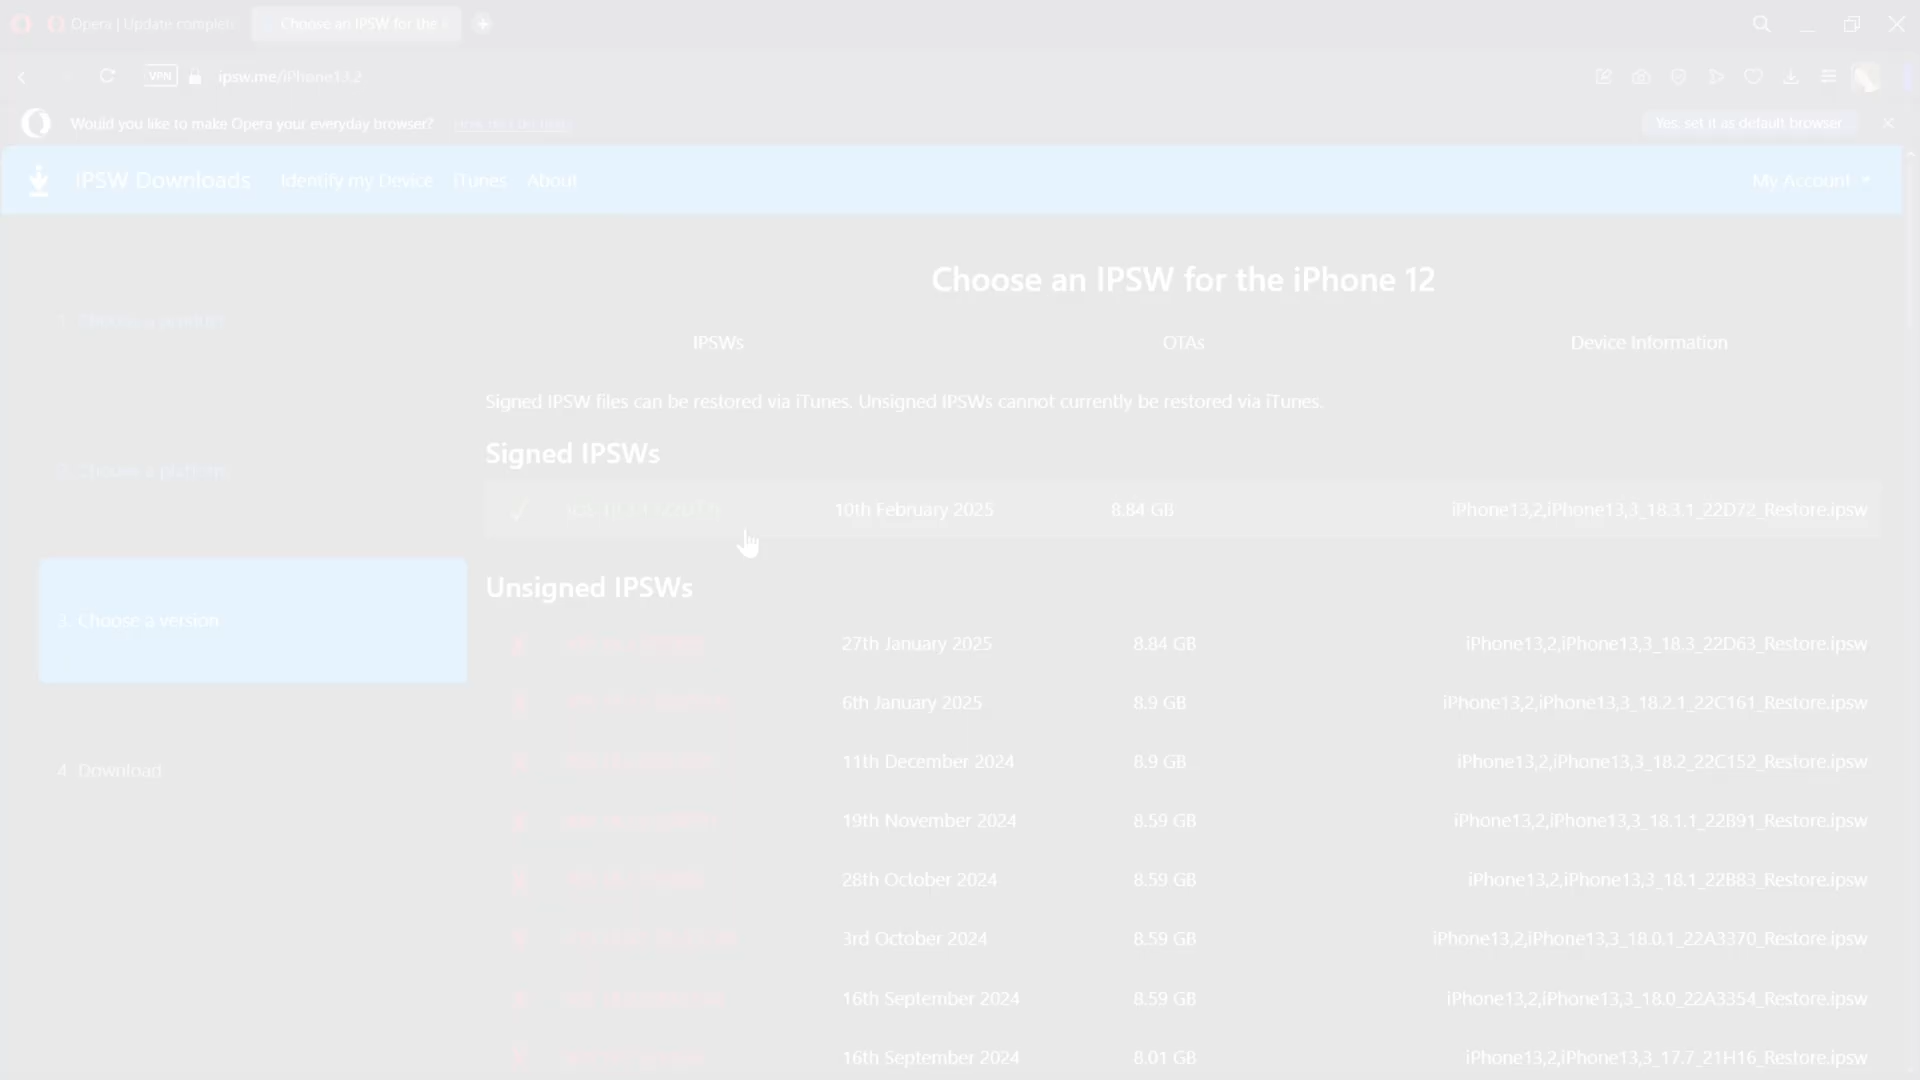 Opera | Update complet
Choose an IPSW for the i
VPN
ipsw.me/iPhone13,2
Would you like to make Opera your everyday browser?
Yes, set it as default browser
IPSW Downloads
Identify my Device
iTunes
About
My Account
Choose an IPSW for the iPhone 12
1. Choose a product
IPSWs
OTAs
Device Information
Signed IPSW files can be restored via iTunes. Unsigned IPSWs cannot currently be restored via iTunes.
Signed IPSWs
2. Choose a platform
10th February 2025
8.84 GB
iPhone13,2,iPhone13,3_18.3.1_22D72_Restore.ipsw
Unsigned IPSWs
3. Choose a version
27th January 2025
8.84 GB
iPhone13,2,iPhone13,3_18.3_22D63_Restore.ipsw
6th January 2025
8.9 GB
iPhone13,2,iPhone13,3_18.2.1_22C161_Restore.ipsw
11th December 2024
8.9 GB
iPhone13,2,iPhone13,3_18.2_22C152_Restore.ipsw
4. Download
19th November 2024
8.59 GB
iPhone13,2,iPhone13,3_18.1.1_22B91_Restore.ipsw
28th October 2024
8.59 GB
iPhone13,2,iPhone13,3_18.1_22B83_Restore.ipsw
3rd October 2024
8.59 GB
iPhone13,2,iPhone13,3_18.0.1_22A3370_Restore.ipsw
16th September 2024
8.59 GB
iPhone13,2,iPhone13,3_18.0_22A3354_Restore.ipsw
16th September 2024
8.01 GB
iPhone13,2,iPhone13,3_17.7_21H16_Restore.ipsw